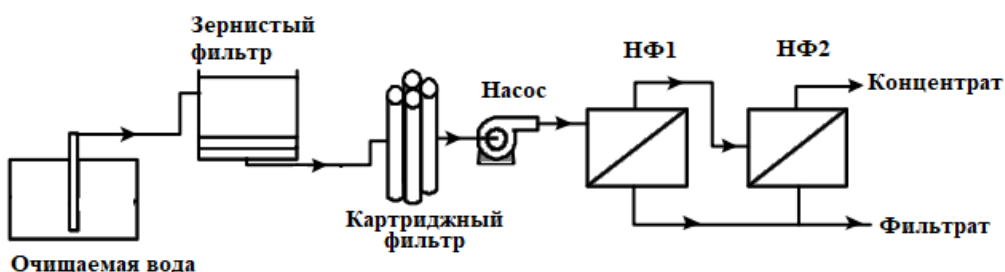 Зернистый
фильтр
НФ1
НФ2
Концентрат
Насос
Картриджный
фильтр
Фильтрат
Очищаемая вода